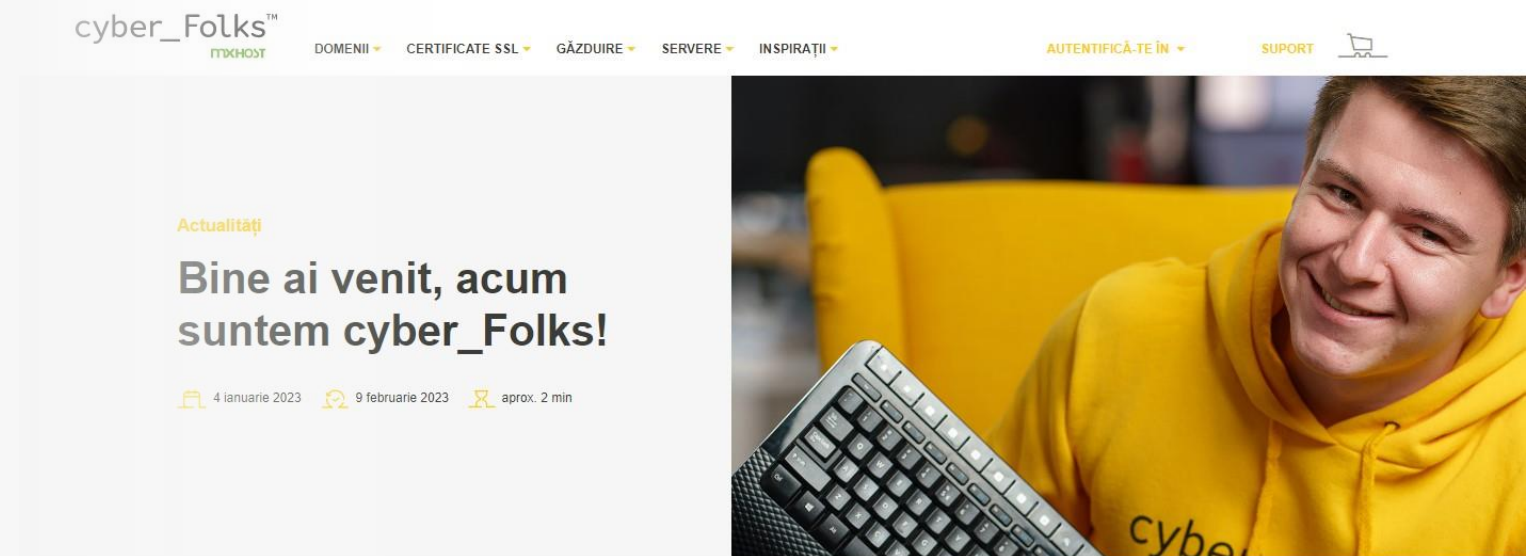 cyber_Folks™
mxHOST
DOMENII
CERTIFICATE SSL
GĂZDUIRE
SERVERE
INSPIRAȚII
AUTENTIFICĂ-TE ÎN
SUPORT
Actualități
Bine ai venit, acum
suntem cyber_Folks!
4 ianuarie 2023
9 februarie 2023
aprox. 2 min
cyber